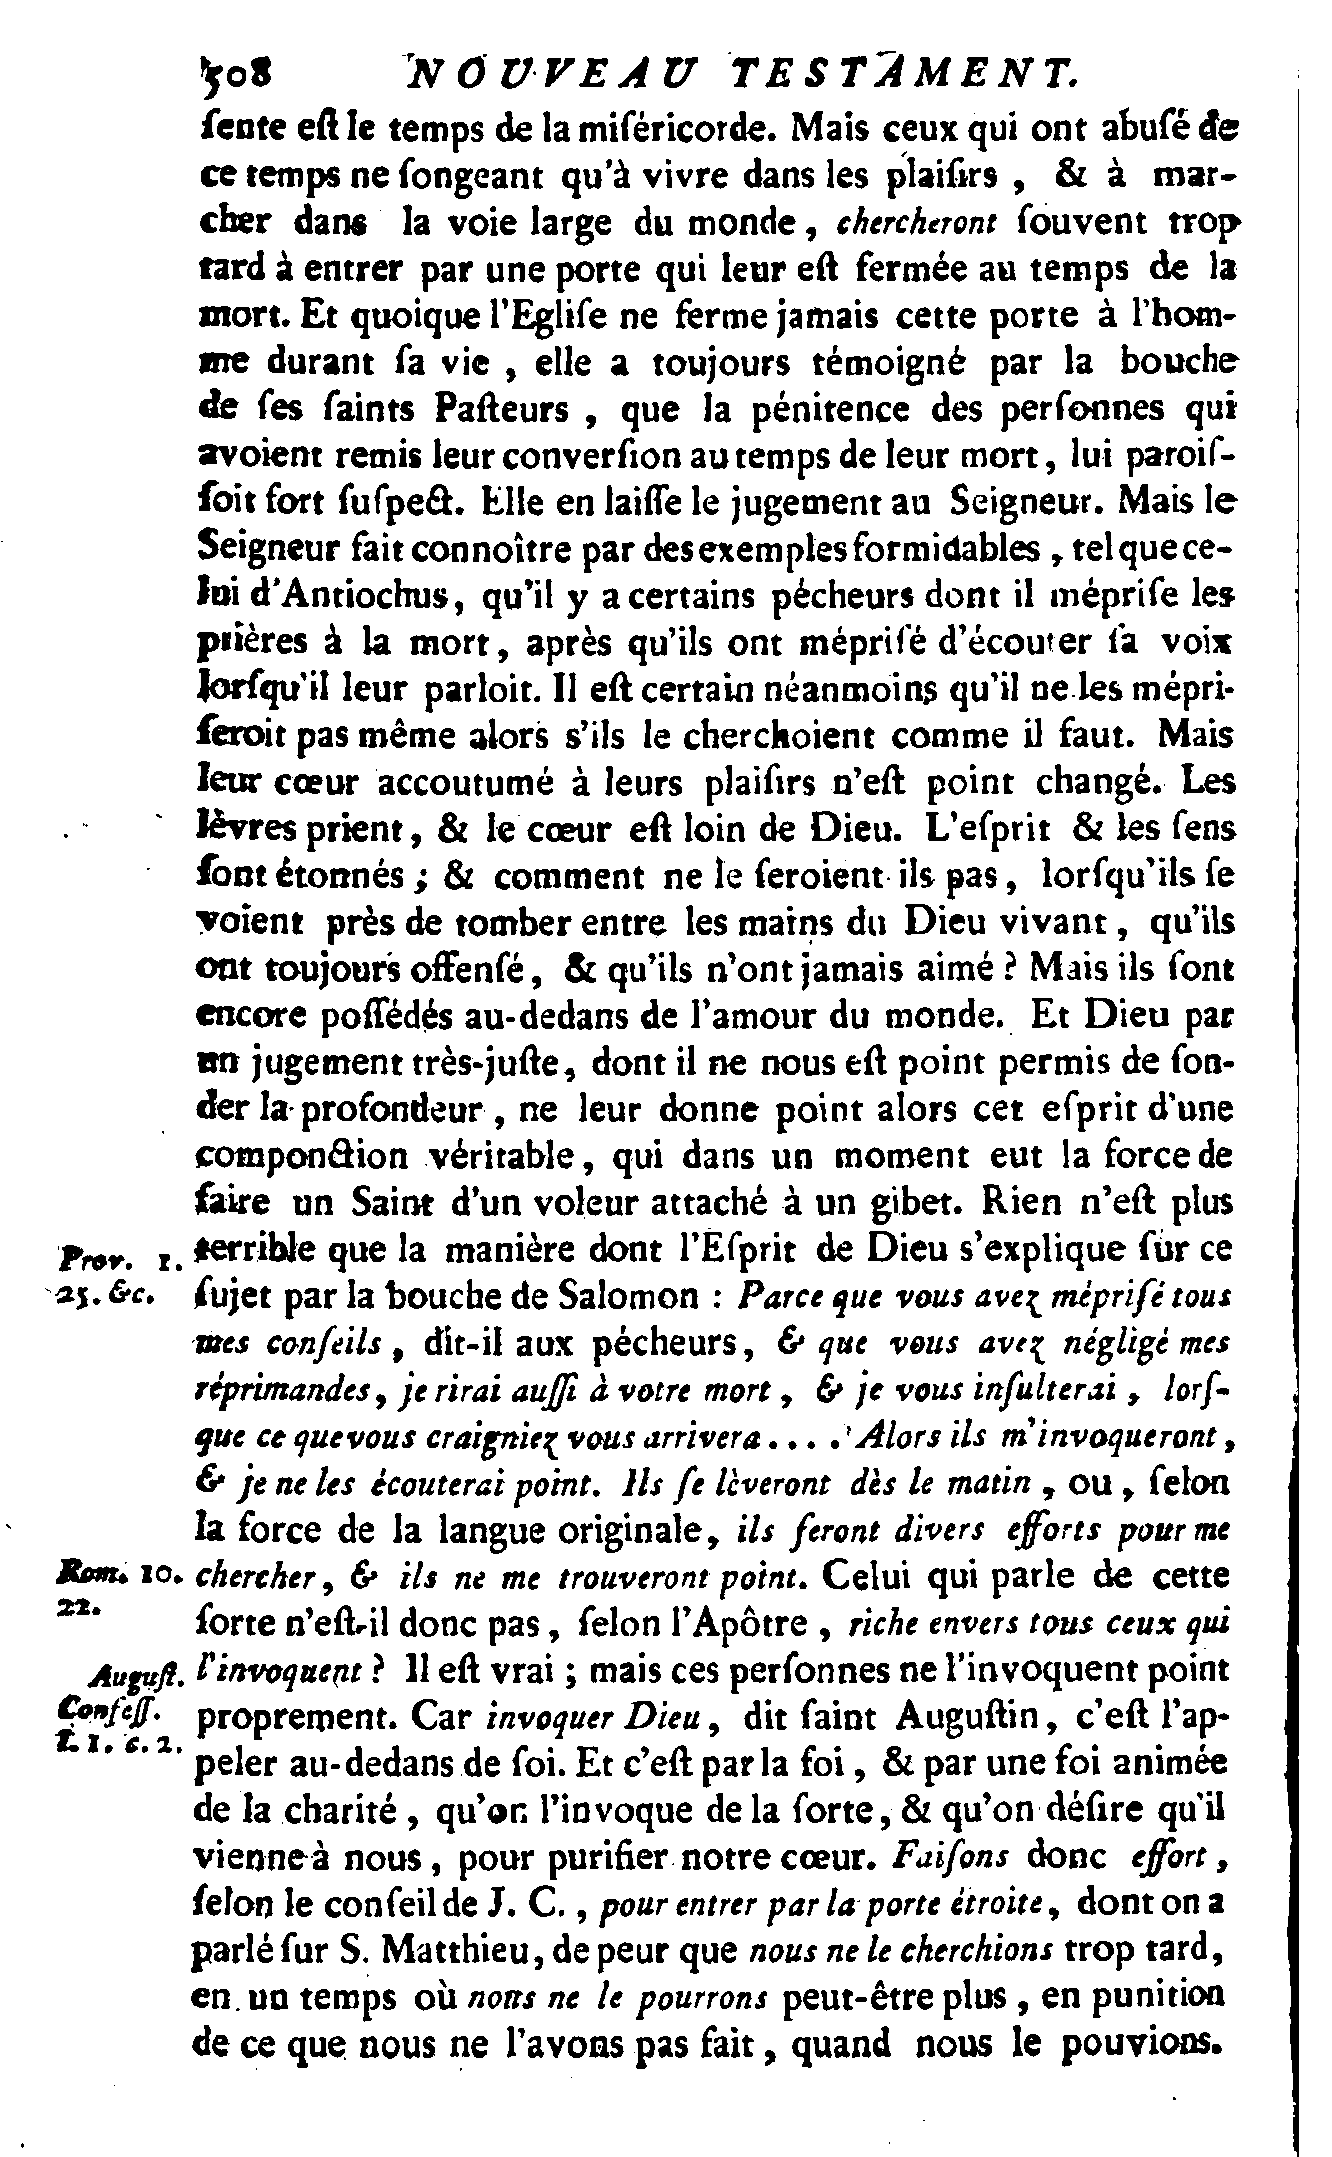 508 NOUVEAU TESTAMENT.
ſente eſt le temps de la miſéricorde. Mais ceux qui ont abuſé de
ce temps ne ſongeant qu'à vivre dans les plaiſirs , & à mar-
cher dans la voie large du monde , chercheront ſouvent trop
tard à entrer par une porte qui leur eſt fermée au temps de la
mort. Et quoique l'Egliſe ne ferme jamais cette porte à l'hom-
me durant ſa vie , elle a toujours témoigné par la bouche
de ſes ſaints Paſteurs , que la pénitence des perſonnes qui
avoient remis leur converſion au temps de leur mort, lui paroiſ-
ſoit fort ſuſpect. Elle en laiſſe le jugement au Seigneur. Mais le
Seigneur fait connoître par des exemples formidables , tel que ce-
lui d'Antiochus, qu'il y a certains pécheurs dont il mépriſe les
prières à la mort, après qu'ils ont mépriſé d'écouter ſa voix
lorſqu'il leur parloit. Il eſt certain néanmoins qu'il ne les mépri-
ſeroit pas même alors s'ils le cherchoient comme il faut. Mais
leur cœur accoutumé à leurs plaiſirs n'eſt point changé. Les
lèvres prient, & le cœur eſt loin de Dieu. L'eſprit & les ſens
ſont étonnés ; & comment ne le ſeroient ils pas, lorſqu'ils ſe
voient près de tomber entre les mains du Dieu vivant, qu'ils
ont toujours offenſé, & qu'ils n'ont jamais aimé ? Mais ils ſont
encore poſſédés au-dedans de l'amour du monde. Et Dieu par
un jugement très-juſte, dont il ne nous eſt point permis de ſon-
der la profondeur , ne leur donne point alors cet eſprit d'une
componction véritable, qui dans un moment eut la force de
faire un Saint d'un voleur attaché à un gibet. Rien n'eſt plus
Prov. 1. terrible que la manière dont l'Eſprit de Dieu s'explique ſur ce
25. &c. ſujet par la bouche de Salomon : Parce que vous avez mépriſé tous
mes conſeils , dit-il aux pécheurs, & que vous avez négligé mes
réprimandes, je rirai auſſi à votre mort , & je vous inſulterai , lorſ-
que ce que vous craigniez vous arrivera . . . . Alors ils m'invoqueront,
& je ne les écouterai point. Ils ſe lèveront dès le matin , ou , ſelon
la force de la langue originale, ils feront divers efforts pour me
Rom. 10. chercher, & ils ne me trouveront point. Celui qui parle de cette
22. ſorte n'eſt-il donc pas, ſelon l'Apôtre , riche envers tous ceux qui
Auguſt. l'invoquent ? Il eſt vrai ; mais ces perſonnes ne l'invoquent point
Confeſſ. proprement. Car invoquer Dieu, dit ſaint Auguſtin, c'eſt l'ap-
L. 1. c. 2. peler au-dedans de ſoi. Et c'eſt par la foi , & par une foi animée
de la charité , qu'on l'invoque de la ſorte, & qu'on déſire qu'il
vienne à nous, pour purifier notre cœur. Faiſons donc effort ,
ſelon le conſeil de J. C. , pour entrer par la porte étroite, dont on a
parlé ſur S. Matthieu, de peur que nous ne le cherchions trop tard,
en un temps où nous ne le pourrons peut-être plus , en punition
de ce que nous ne l'avons pas fait , quand nous le pouvions.